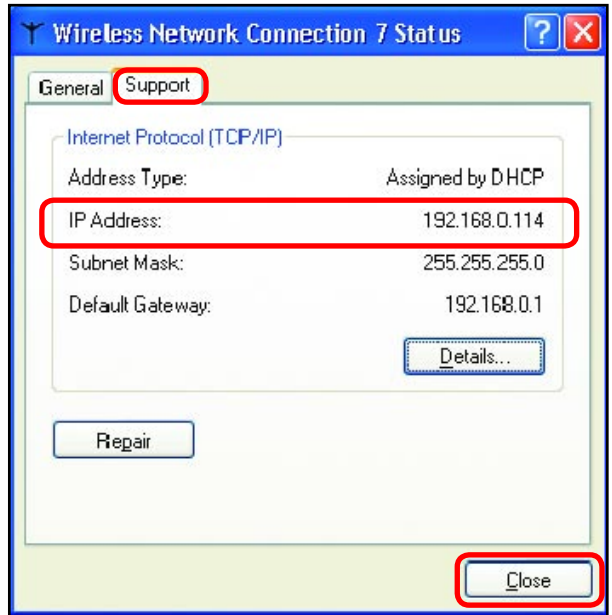 Wireless Network Connection 7 Status
General Support
Internet Protocol (TCP/IP)
Address Type: Assigned by DHCP
IP Address: 192.168.0.114
Subnet Mask: 255.255.255.0
Default Gateway: 192.168.0.1
Details...
Repair
Close